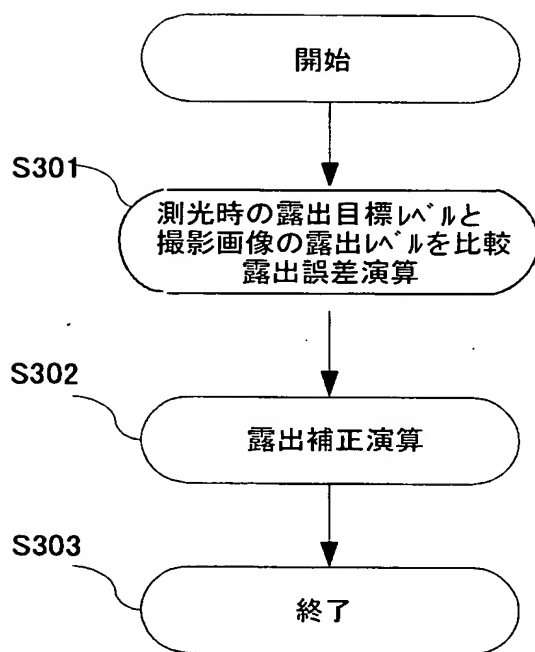 開始
S301
測光時の露出目標ﾚﾍﾞﾙと
撮影画像の露出ﾚﾍﾞﾙを比較
露出誤差演算
S302
露出補正演算
S303
終了